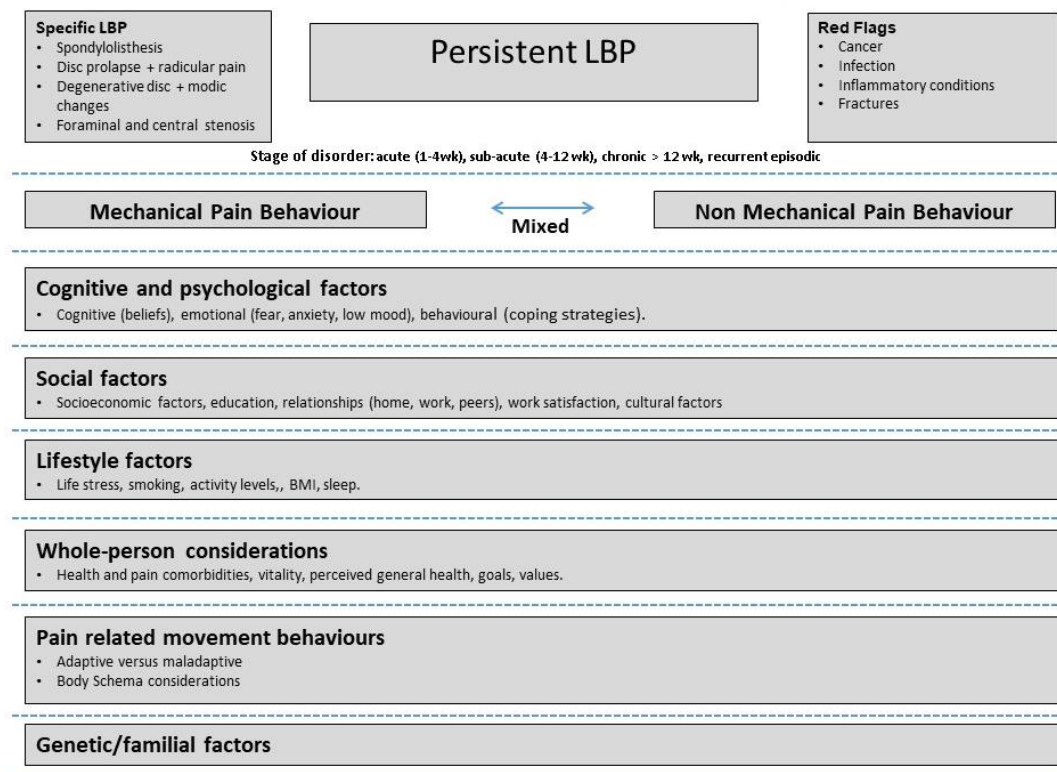 Specific LBP
• Spondylolisthesis
• Disc prolapse + radicular pain
• Degenerative disc + modic
changes
• Foraminal and central stenosis
Persistent LBP
Red Flags
• Cancer
• Infection
• Inflammatory conditions
• Fractures
Stage of disorder: acute (1-4wk), sub-acute (4-12 wk), chronic > 12 wk, recurrent episodic
Mechanical Pain Behaviour
Mixed
Non Mechanical Pain Behaviour
Cognitive and psychological factors
• Cognitive (beliefs), emotional (fear, anxiety, low mood), behavioural (coping strategies).
Social factors
• Socioeconomic factors, education, relationships (home, work, peers), work satisfaction, cultural factors
Lifestyle factors
• Life stress, smoking, activity levels,, BMI, sleep.
Whole-person considerations
• Health and pain comorbidities, vitality, perceived general health, goals, values.
Pain related movement behaviours
• Adaptive versus maladaptive
• Body Schema considerations
Genetic/familial factors